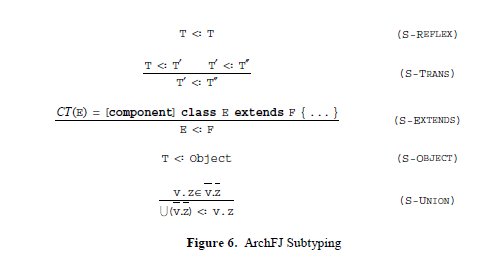 T <: T (S-REFLEX)
T <: T′ T′ <: T″
T′ <: T″ (S-TRANS)
CT(E) = [component] class E extends F { ... }
E <: F (S-EXTENDS)
T <: Object (S-OBJECT)
v.z∈ v̅.z̅
⋃(v̅.z̅) <: v.z (S-UNION)
Figure 6. ArchFJ Subtyping